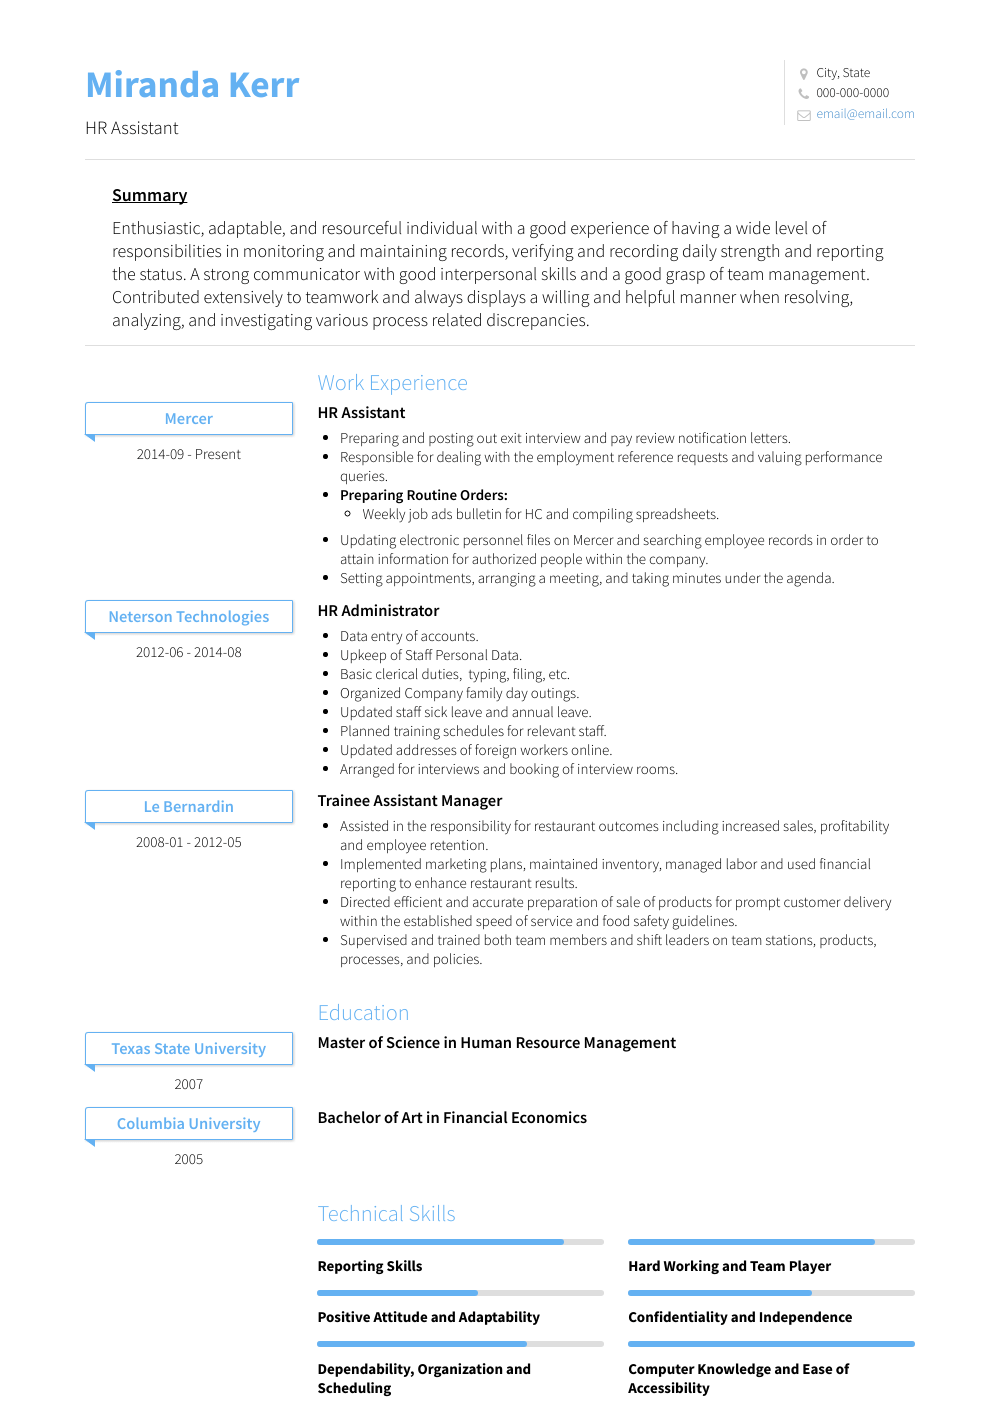 Miranda Kerr
HR Assistant
City, State
000-000-0000
email@email.com
Summary
Enthusiastic, adaptable, and resourceful individual with a good experience of having a wide level of
responsibilities in monitoring and maintaining records, verifying and recording daily strength and reporting
the status. A strong communicator with good interpersonal skills and a good grasp of team management.
Contributed extensively to teamwork and always displays a willing and helpful manner when resolving,
analyzing, and investigating various process related discrepancies.
Work Experience
Mercer
2014-09 - Present
HR Assistant
• Preparing and posting out exit interview and pay review notification letters.
• Responsible for dealing with the employment reference requests and valuing performance
queries.
• Preparing Routine Orders:
◦ Weekly job ads bulletin for HC and compiling spreadsheets.
• Updating electronic personnel files on Mercer and searching employee records in order to
attain information for authorized people within the company.
• Setting appointments, arranging a meeting, and taking minutes under the agenda.
Neterson Technologies
2012-06 - 2014-08
HR Administrator
• Data entry of accounts.
• Upkeep of Staff Personal Data.
• Basic clerical duties,  typing, filing, etc.
• Organized Company family day outings.
• Updated staff sick leave and annual leave.
• Planned training schedules for relevant staff.
• Updated addresses of foreign workers online.
• Arranged for interviews and booking of interview rooms.
Le Bernardin
2008-01 - 2012-05
Trainee Assistant Manager
• Assisted in the responsibility for restaurant outcomes including increased sales, profitability
and employee retention.
• Implemented marketing plans, maintained inventory, managed labor and used financial
reporting to enhance restaurant results.
• Directed efficient and accurate preparation of sale of products for prompt customer delivery
within the established speed of service and food safety guidelines.
• Supervised and trained both team members and shift leaders on team stations, products,
processes, and policies.
Education
Texas State University
2007
Master of Science in Human Resource Management
Columbia University
2005
Bachelor of Art in Financial Economics
Technical Skills
Reporting Skills
Hard Working and Team Player
Positive Attitude and Adaptability
Confidentiality and Independence
Dependability, Organization and
Scheduling
Computer Knowledge and Ease of
Accessibility